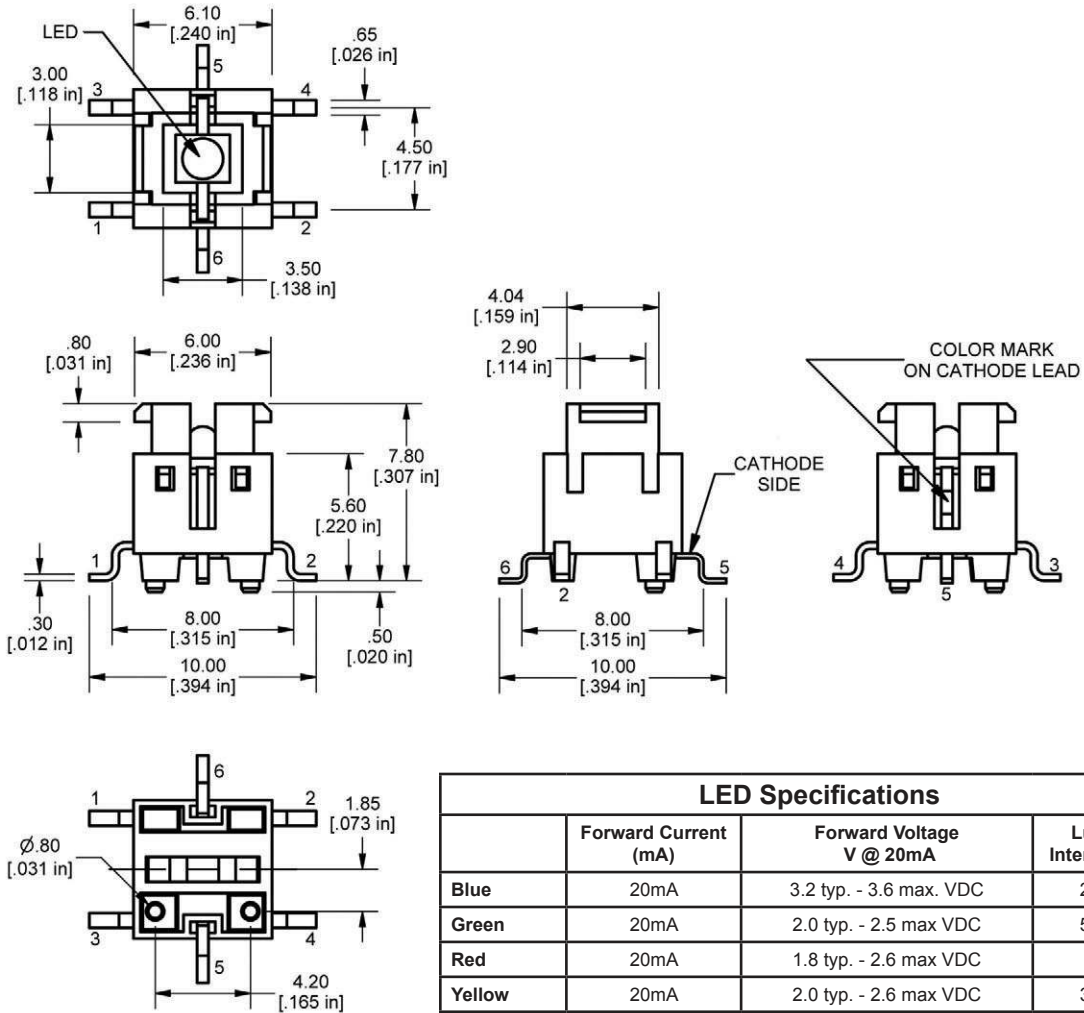 6.10
[.240 in]
LED
5
.65
[.026 in]
3.00
[.118 in]
3
4
4.50
[.177 in]
1
2
6
3.50
[.138 in]
.80
[.031 in]
6.00
[.236 in]
7.80
[.307 in]
5.60
[.220 in]
1
2
.30
[.012 in]
8.00
[.315 in]
.50
[.020 in]
10.00
[.394 in]
4.04
[.159 in]
2.90
[.114 in]
CATHODE
SIDE
6
5
2
8.00
[.315 in]
10.00
[.394 in]
COLOR MARK
ON CATHODE LEAD
4
3
5
6
1
2
1.85
[.073 in]
Ø.80
[.031 in]
3
4
5
4.20
[.165 in]
LED Specifications
Forward Current
(mA)
Forward Voltage
V @ 20mA
Blue 20mA 3.2 typ. - 3.6 max. VDC
Green 20mA 2.0 typ. - 2.5 max VDC
Red 20mA 1.8 typ. - 2.6 max VDC
Yellow 20mA 2.0 typ. - 2.6 max VDC